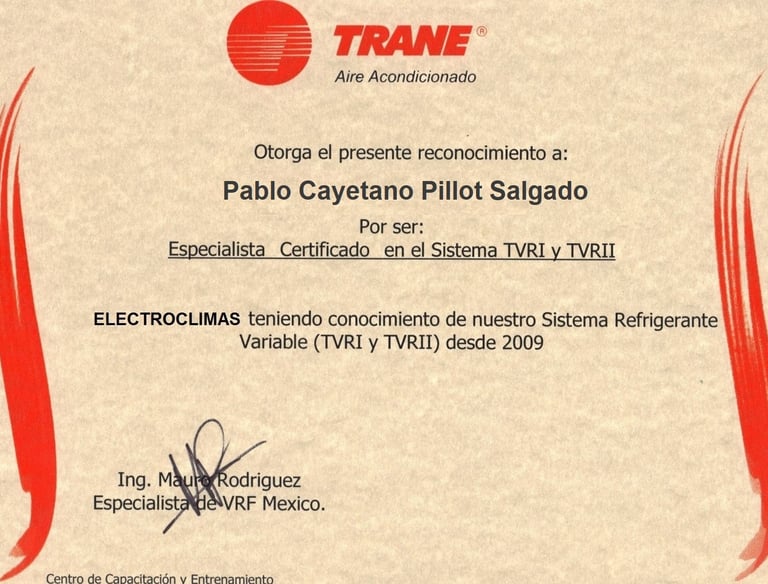 TRANE®
Aire Acondicionado
Otorga el presente reconocimiento a:
Pablo Cayetano Pillot Salgado
Por ser:
Especialista Certificado en el Sistema TVRI y TVRII
ELECTROCLIMAS teniendo conocimiento de nuestro Sistema Refrigerante
Variable (TVRI y TVRII) desde 2009
Ing. Mauro Rodriguez
Especialista de VRF Mexico.
Centro de Capacitación y Entrenamiento